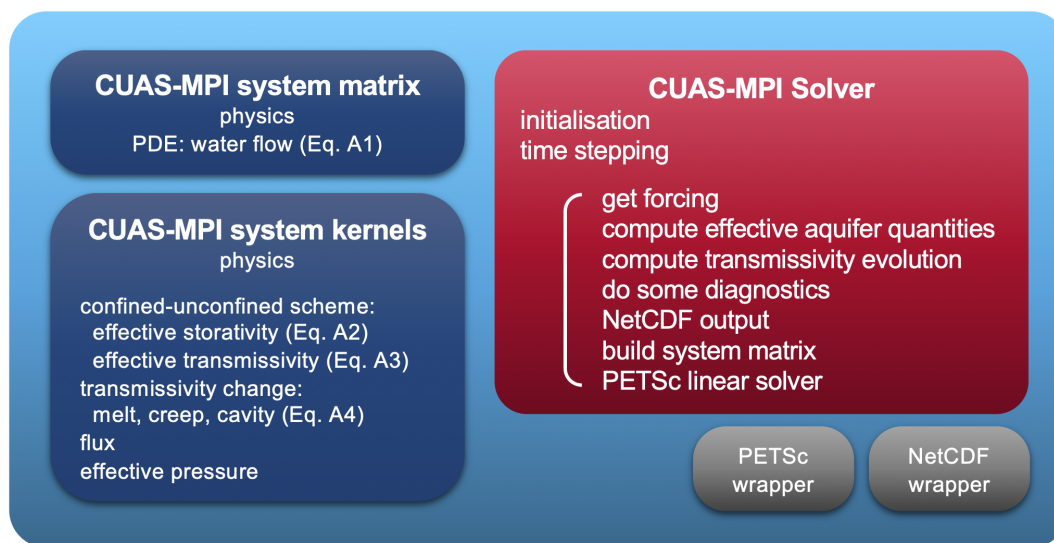 CUAS-MPI system matrix
physics
PDE: water flow (Eq. A1)
CUAS-MPI system kernels
physics
confined-unconfined scheme:
effective storativity (Eq. A2)
effective transmissivity (Eq. A3)
transmissivity change:
melt, creep, cavity (Eq. A4)
flux
effective pressure
CUAS-MPI Solver
initialisation
time stepping
get forcing
compute effective aquifer quantities
compute transmissivity evolution
do some diagnostics
NetCDF output
build system matrix
PETSc linear solver
PETSc
wrapper
NetCDF
wrapper